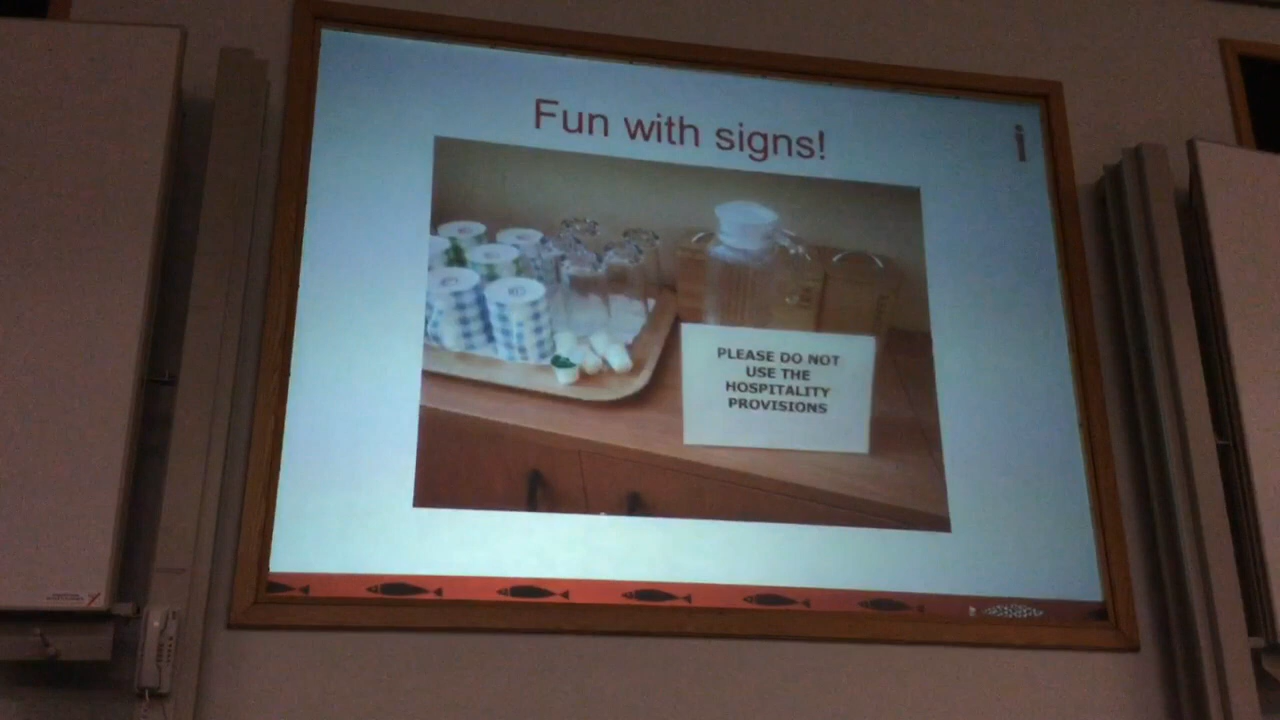 Fun with signs!
i
PLEASE DO NOT
USE THE
HOSPITALITY
PROVISIONS